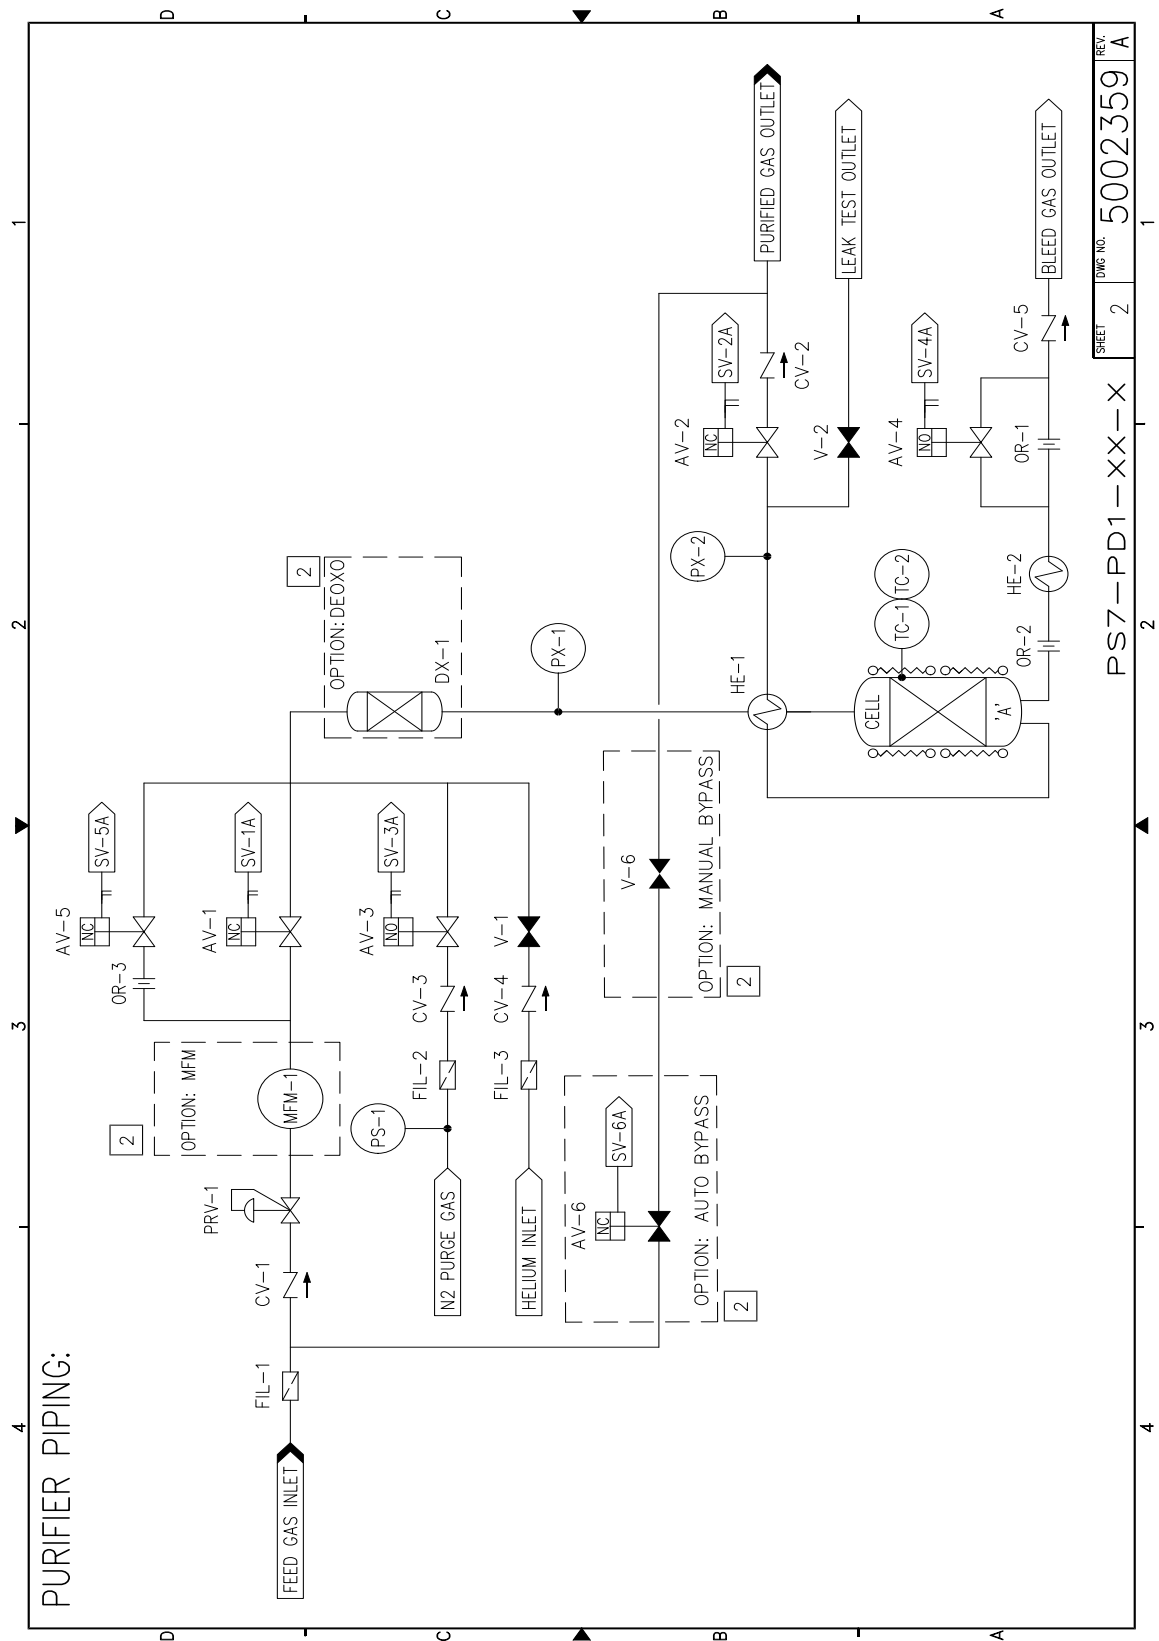 PURIFIER PIPING:
4
3
2
1
D
C
B
A
FEED GAS INLET
FIL-1
CV-1
PRV-1
2
OPTION: MFM
MFM-1
OR-3
AV-5
NC
SV-5A
AV-1
NC
SV-1A
2
OPTION: DEOXO
DX-1
N2 PURGE GAS
PS-1
FIL-2
CV-3
AV-3
NO
SV-3A
HELIUM INLET
FIL-3
CV-4
V-1
PX-1
AV-6
NC
SV-6A
OPTION: AUTO BYPASS
2
V-6
OPTION: MANUAL BYPASS
2
HE-1
PX-2
AV-2
NC
SV-2A
CV-2
PURIFIED GAS OUTLET
V-2
LEAK TEST OUTLET
CELL
'A'
TC-1
TC-2
OR-2
HE-2
AV-4
NO
SV-4A
OR-1
CV-5
BLEED GAS OUTLET
PS7-PD1-XX-X
SHEET
2
DWG NO.
5002359
REV.
A
4
3
2
1
D
C
B
A